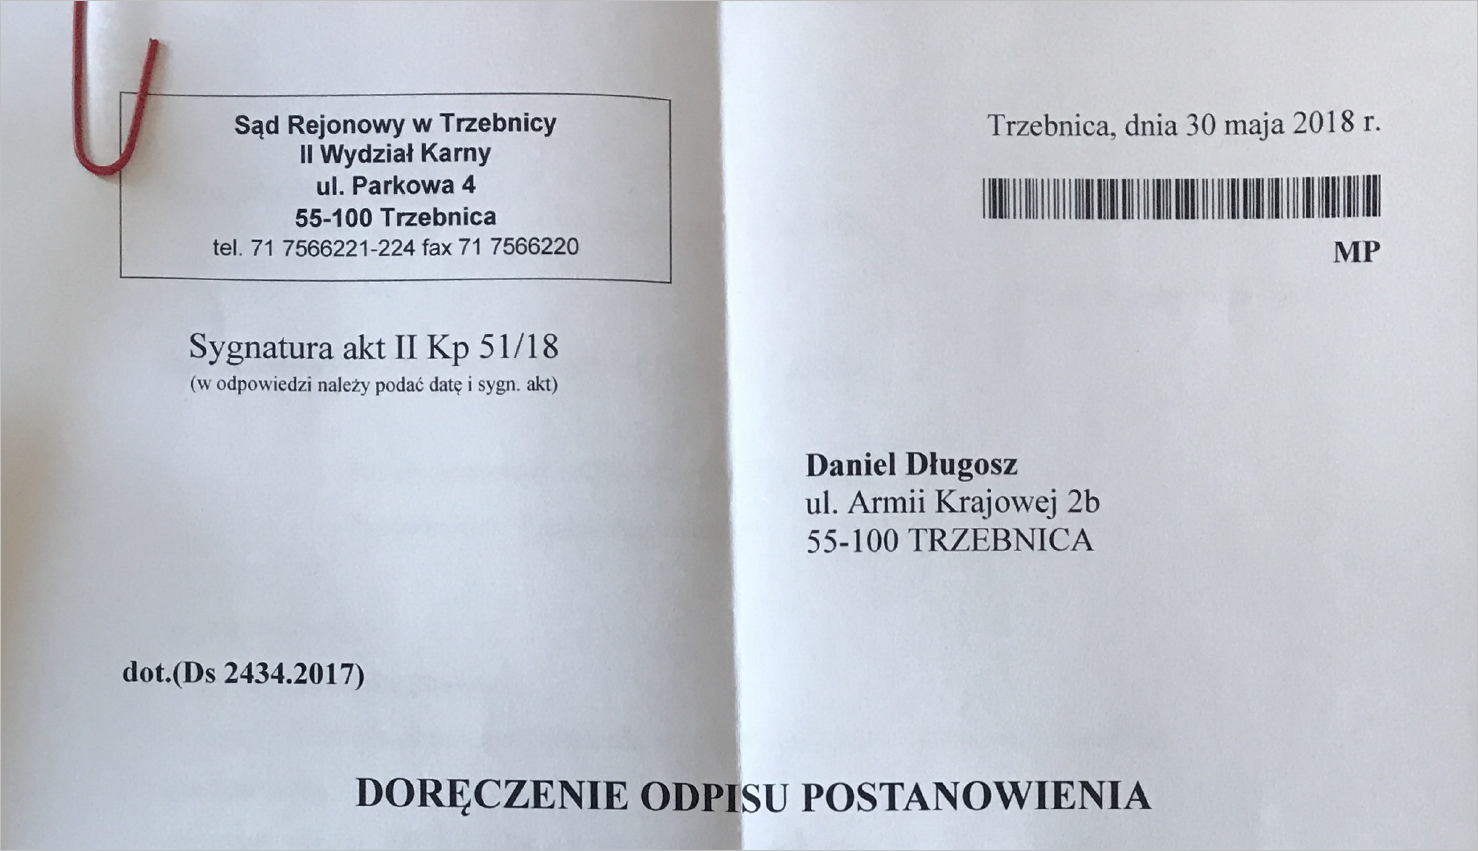 Sąd Rejonowy w Trzebnicy
II Wydział Karny
ul. Parkowa 4
55-100 Trzebnica
tel. 71 7566221-224 fax 71 7566220
Trzebnica, dnia 30 maja 2018 r.
MP
Sygnatura akt II Kp 51/18
(w odpowiedzi należy podać datę i sygn. akt)
Daniel Długosz
ul. Armii Krajowej 2b
55-100 TRZEBNICA
dot.(Ds 2434.2017)
DORĘCZENIE ODPISU POSTANOWIENIA